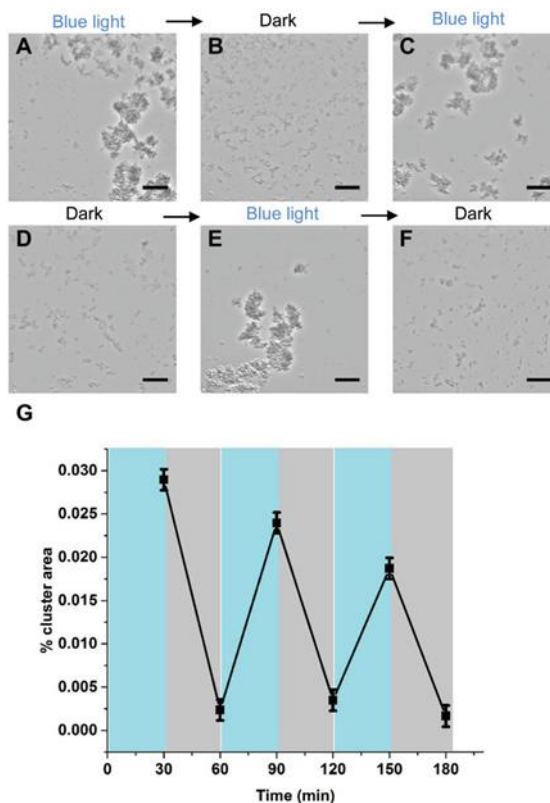 Blue light Dark Blue light
A B C
Dark Blue light Dark
D E F
G
0.030
0.025
0.020
0.015
0.010
0.005
0.000
% cluster area
0 30 60 90 120 150 180
Time (min)